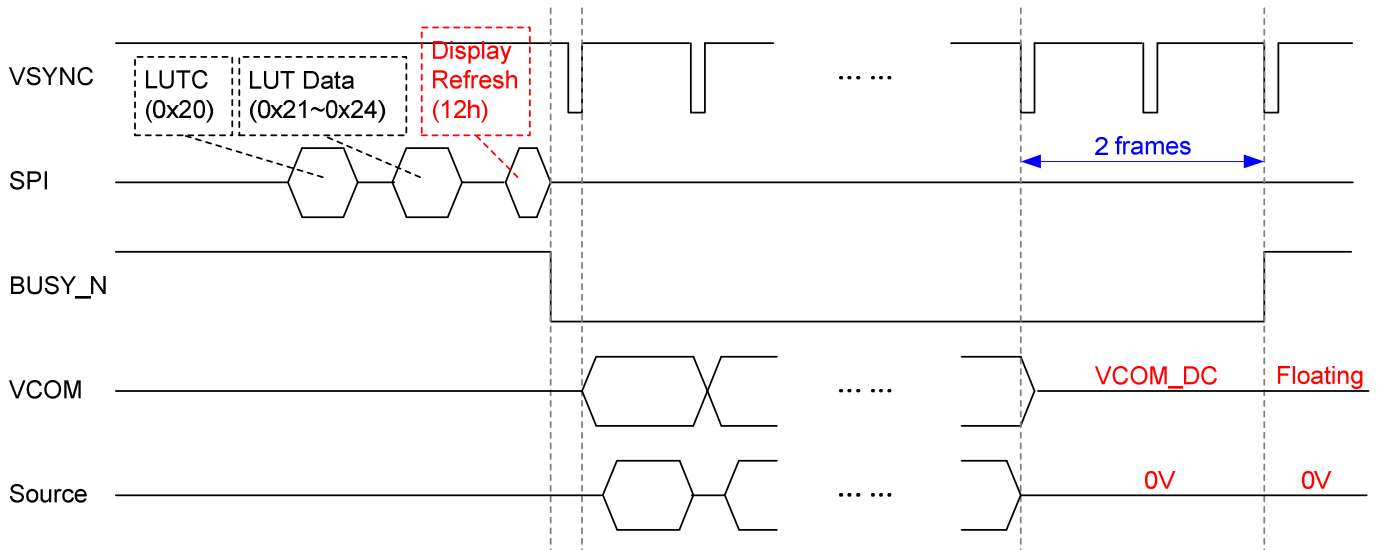 VSYNC
LUTC
(0x20)
LUT Data
(0x21~0x24)
Display
Refresh
(12h)
... ...
2 frames
SPI
BUSY_N
VCOM
... ...
VCOM_DC
Floating
Source
... ...
0V
0V